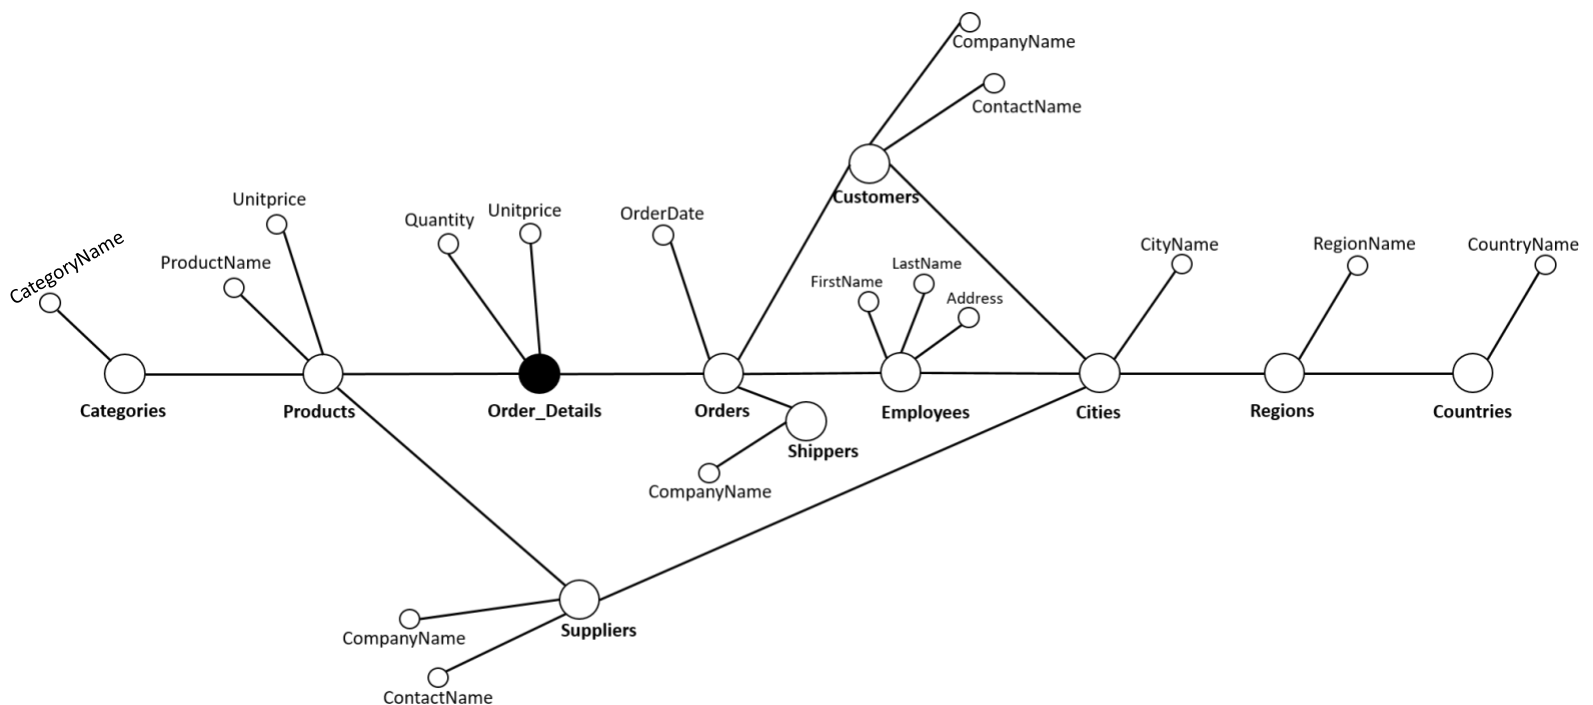 CompanyName
ContactName
Customers
Unitprice
Quantity
Unitprice
OrderDate
CategoryName
ProductName
CityName
RegionName
CountryName
LastName
FirstName
Address
Categories
Products
Order_Details
Orders
Employees
Cities
Regions
Countries
Shippers
CompanyName
Suppliers
CompanyName
ContactName